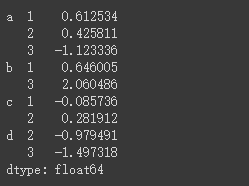 a  1    0.612534
   2    0.425811
   3   -1.123336
b  1    0.646005
   3    2.060486
c  1   -0.085736
   2    0.281912
d  2   -0.979491
   3   -1.497318
dtype: float64